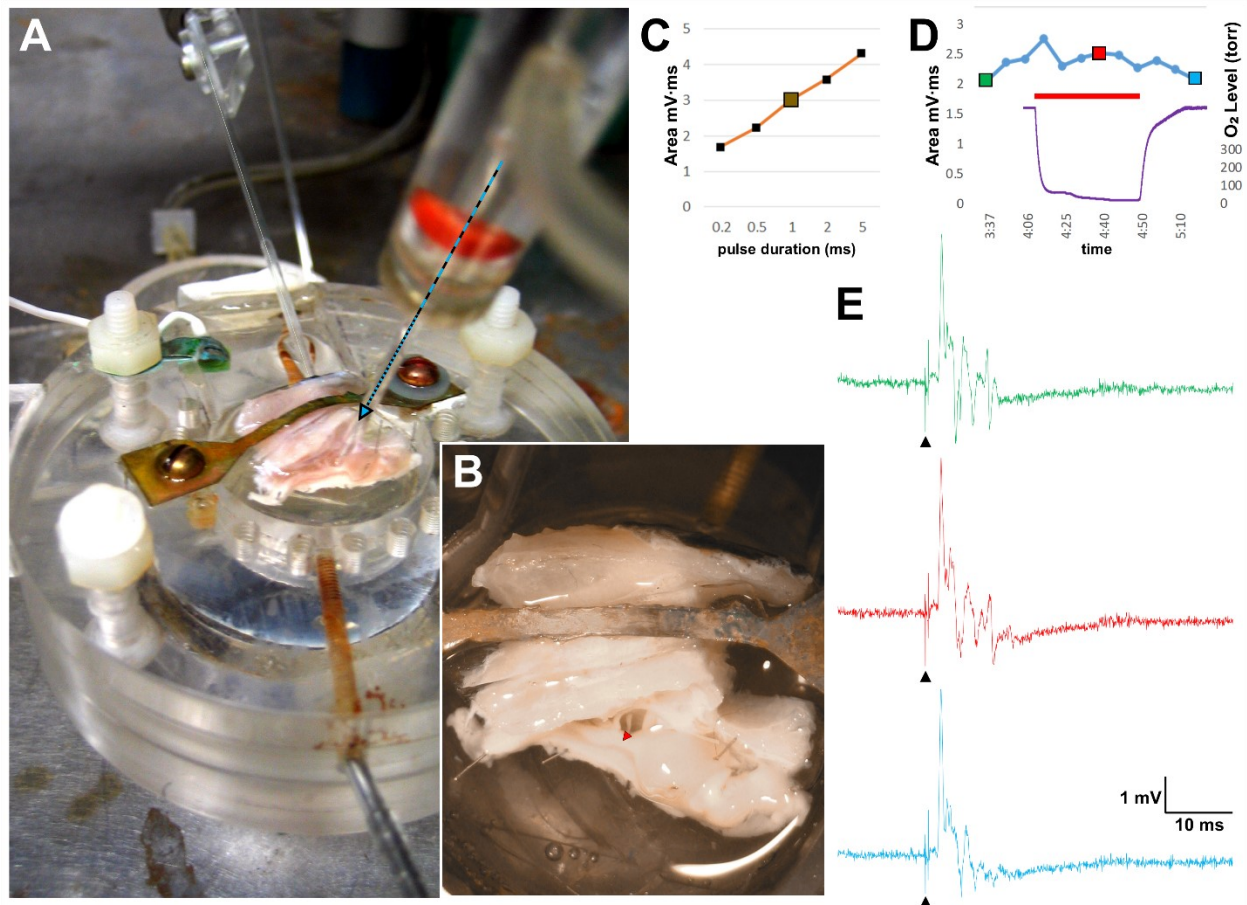 A
B
C
Area mV·ms
5
4
3
2
1
0
0.2 0.5 1 2 5
pulse duration (ms)
D
Area mV·ms
3
2.5
2
1.5
1
0.5
0
O₂ Level (torr)
300
200
100
0
3:37 4:06 4:25 4:40 4:50 5:10
time
E
1 mV
10 ms